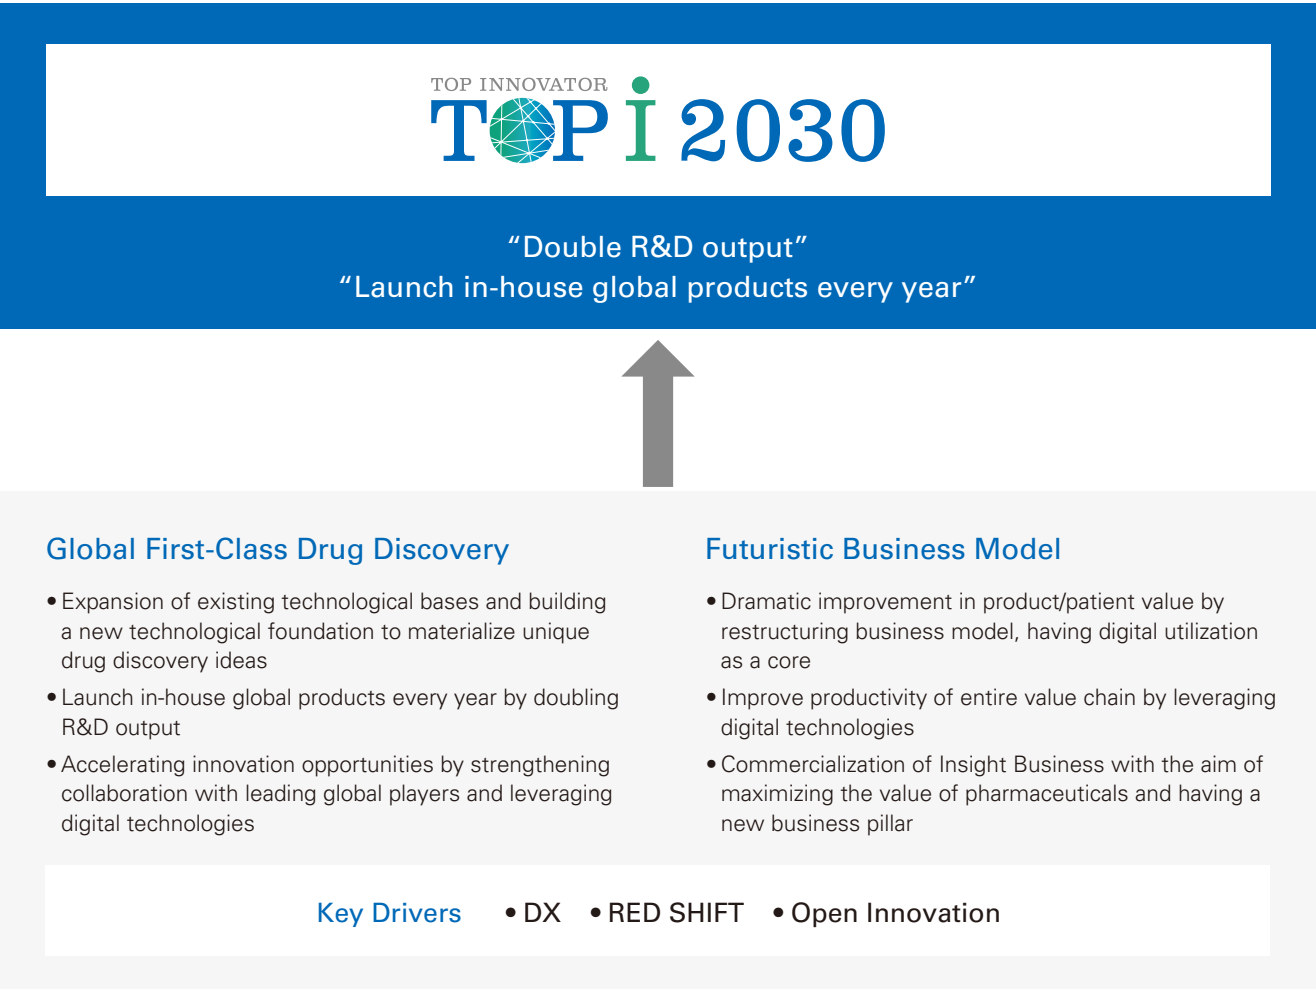 TOP INNOVATOR
TOP i 2030
“Double R&D output”
“Launch in-house global products every year”
Global First-Class Drug Discovery
• Expansion of existing technological bases and building
a new technological foundation to materialize unique
drug discovery ideas
• Launch in-house global products every year by doubling
R&D output
• Accelerating innovation opportunities by strengthening
collaboration with leading global players and leveraging
digital technologies
Futuristic Business Model
• Dramatic improvement in product/patient value by
restructuring business model, having digital utilization
as a core
• Improve productivity of entire value chain by leveraging
digital technologies
• Commercialization of Insight Business with the aim of
maximizing the value of pharmaceuticals and having a
new business pillar
Key Drivers • DX • RED SHIFT • Open Innovation